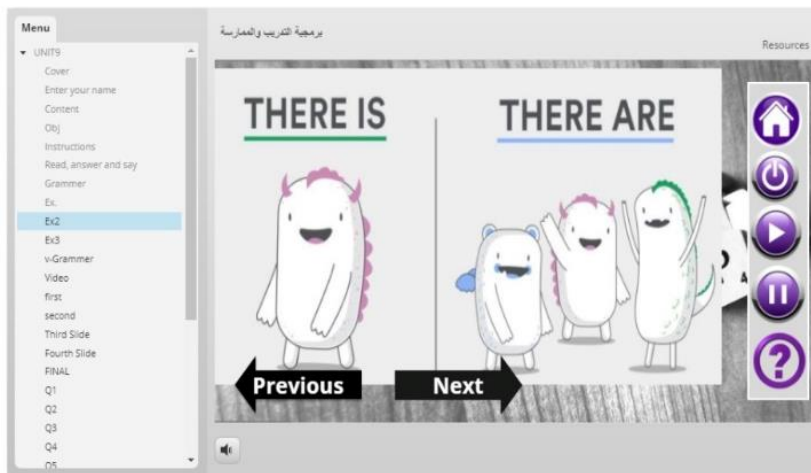 Menu
UNIT9
Cover
Enter your name
Content
Obj
Instructions
Read, answer and say
Grammer
Ex.
Ex2
Ex3
v-Grammer
Video
first
second
Third Slide
Fourth Slide
FINAL
Q1
Q2
Q3
Q4
Q5
برمجية التدريب والممارسة
Resources
THERE IS
THERE ARE
Previous
Next
?